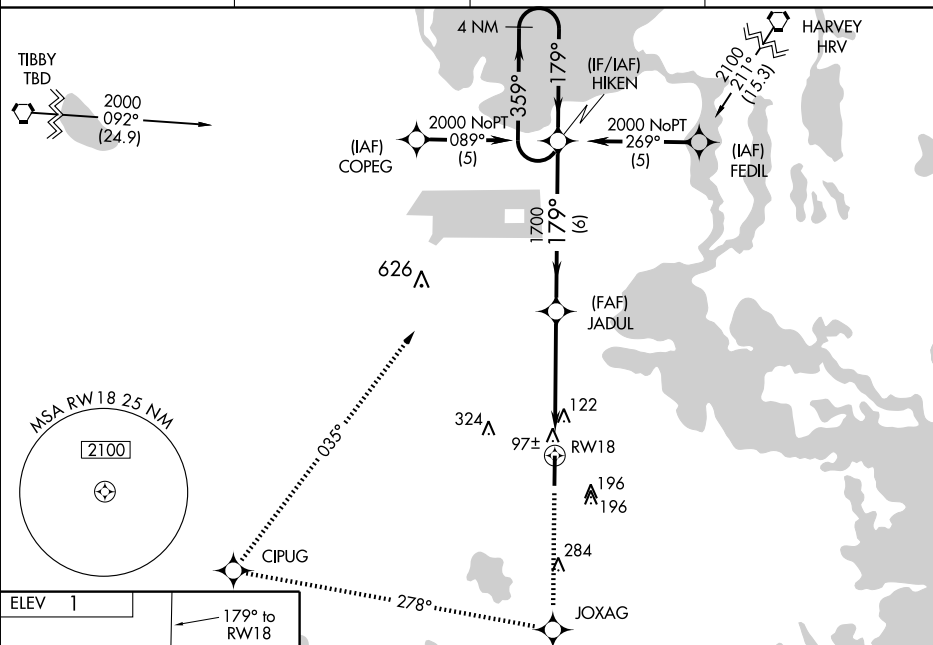 4 NM
359°
179°
HARVEY
HRV
2100
211°
(15.3)
TIBBY
TBD
2000
092°
(24.9)
(IF/IAF)
HIKEN
2000 NoPT
089°
(5)
(IAF)
COPEG
2000 NoPT
269°
(5)
(IAF)
FEDIL
1700
179°
(6)
626
(FAF)
JADUL
MSA RW18 25 NM
2100
035°
324
122
97±
RW18
196
196
284
CIPUG
278°
JOXAG
ELEV 1
179° to
RW18